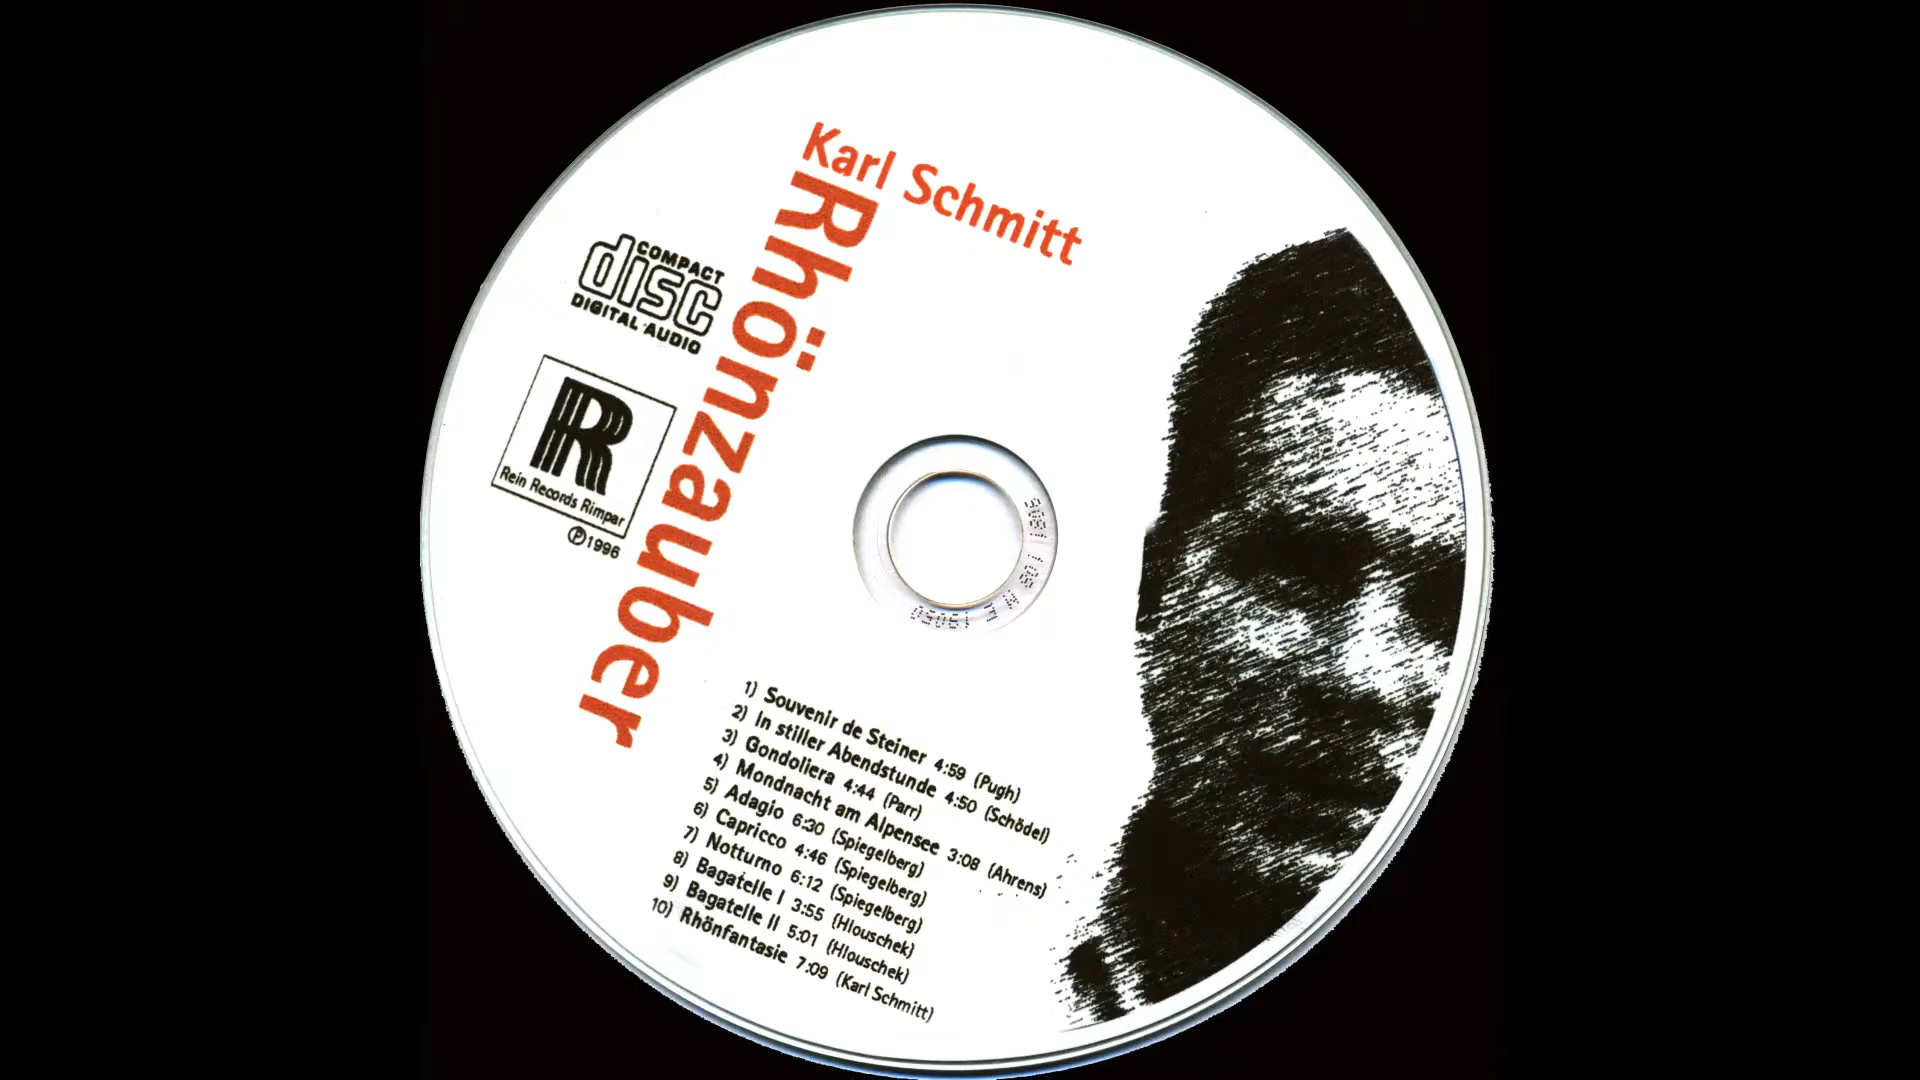 Karl Schmitt
Rhönzauber
COMPACT
disc
DIGITAL AUDIO
R
Rein Records Rimpar
Ⓟ1996
1) Souvenir de Steiner 4:59 (Pugh)
2) In stiller Abendstunde 4:50 (Schödel)
3) Gondoliera 4:44 (Parr)
4) Mondnacht am Alpensee 3:08 (Ahrens)
5) Adagio 6:30 (Spiegelberg)
6) Capricco 4:46 (Spiegelberg)
7) Notturno 6:12 (Spiegelberg)
8) Bagatelle I 3:55 (Hlouschek)
9) Bagatelle II 5:01 (Hlouschek)
10) Rhönfantasie 7:09 (Karl Schmitt)